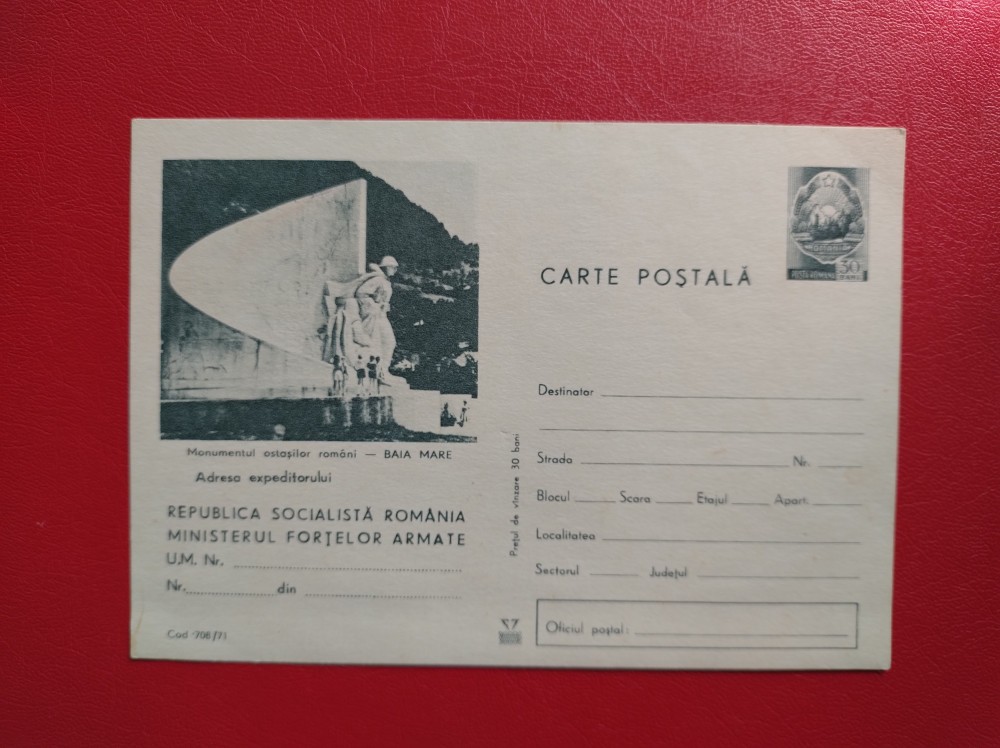 CARTE POȘTALĂ
POSTA ROMÂNĂ
30
BANI
Monumentul ostașilor români — BAIA MARE
Adresa expeditorului
REPUBLICA SOCIALISTĂ ROMÂNIA
MINISTERUL FORȚELOR ARMATE
U.M. Nr.
Nr. din
Cod 708/71
Prețul de vînzare 30 bani
Destinatar
Strada Nr.
Blocul Scara Etajul Apart.
Localitatea
Sectorul Județul
Oficiul poștal: